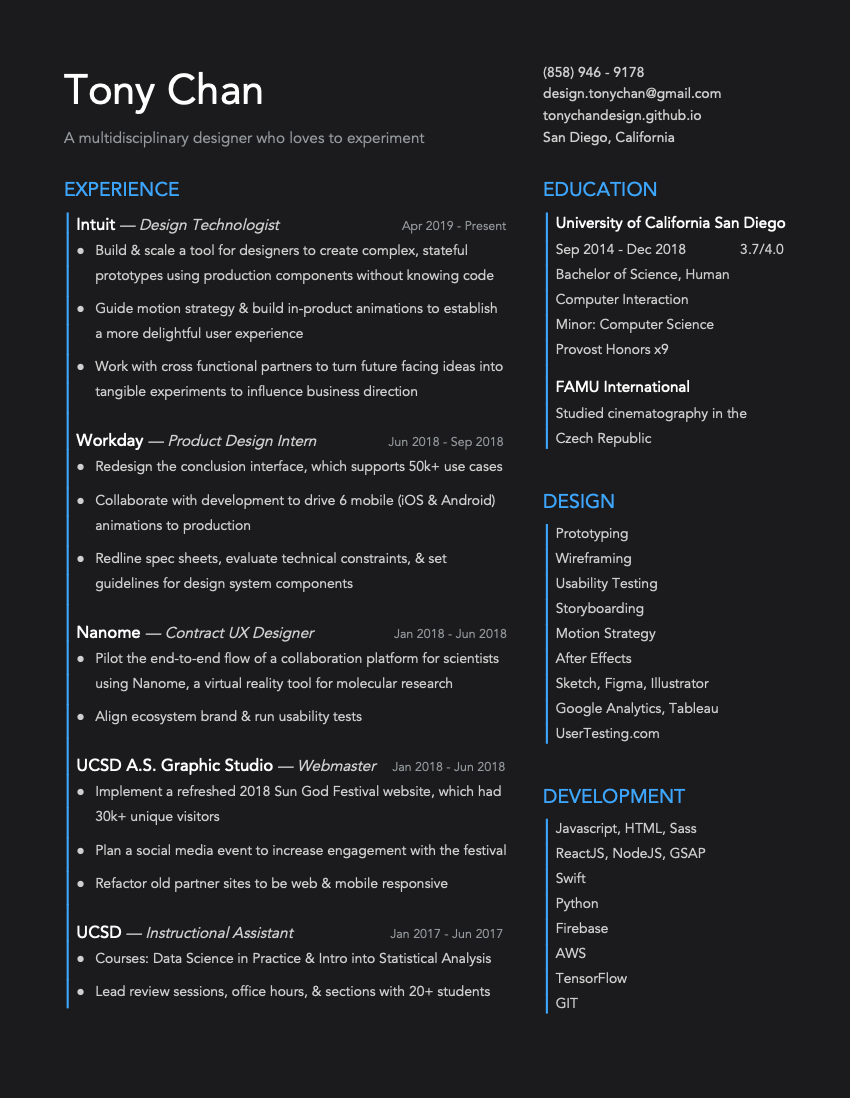 Tony Chan
A multidisciplinary designer who loves to experiment
(858) 946 - 9178
design.tonychan@gmail.com
tonychandesign.github.io
San Diego, California
EXPERIENCE
Intuit — Design Technologist Apr 2019 - Present
● Build & scale a tool for designers to create complex, stateful
prototypes using production components without knowing code
● Guide motion strategy & build in-product animations to establish
a more delightful user experience
● Work with cross functional partners to turn future facing ideas into
tangible experiments to influence business direction
Workday — Product Design Intern Jun 2018 - Sep 2018
● Redesign the conclusion interface, which supports 50k+ use cases
● Collaborate with development to drive 6 mobile (iOS & Android)
animations to production
● Redline spec sheets, evaluate technical constraints, & set
guidelines for design system components
Nanome — Contract UX Designer Jan 2018 - Jun 2018
● Pilot the end-to-end flow of a collaboration platform for scientists
using Nanome, a virtual reality tool for molecular research
● Align ecosystem brand & run usability tests
UCSD A.S. Graphic Studio — Webmaster Jan 2018 - Jun 2018
● Implement a refreshed 2018 Sun God Festival website, which had
30k+ unique visitors
● Plan a social media event to increase engagement with the festival
● Refactor old partner sites to be web & mobile responsive
UCSD — Instructional Assistant Jan 2017 - Jun 2017
● Courses: Data Science in Practice & Intro into Statistical Analysis
● Lead review sessions, office hours, & sections with 20+ students
EDUCATION
University of California San Diego
Sep 2014 - Dec 2018 3.7/4.0
Bachelor of Science, Human
Computer Interaction
Minor: Computer Science
Provost Honors x9
FAMU International
Studied cinematography in the
Czech Republic
DESIGN
Prototyping
Wireframing
Usability Testing
Storyboarding
Motion Strategy
After Effects
Sketch, Figma, Illustrator
Google Analytics, Tableau
UserTesting.com
DEVELOPMENT
Javascript, HTML, Sass
ReactJS, NodeJS, GSAP
Swift
Python
Firebase
AWS
TensorFlow
GIT